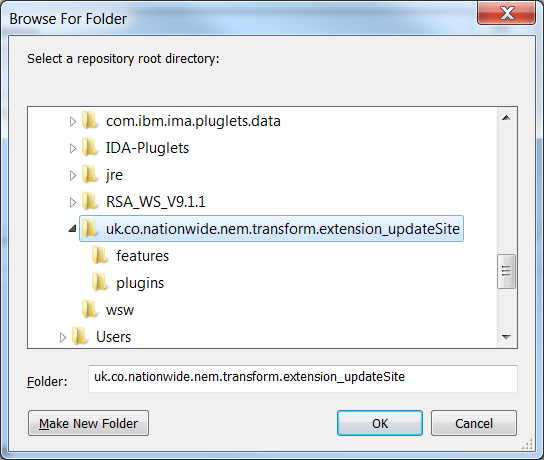 Browse For Folder
Select a repository root directory:
com.ibm.ima.pluglets.data
IDA-Pluglets
jre
RSA_WS_V9.1.1
uk.co.nationwide.nem.transform.extension_updateSite
features
plugins
wsw
Users
Folder: uk.co.nationwide.nem.transform.extension_updateSite
Make New Folder OK Cancel